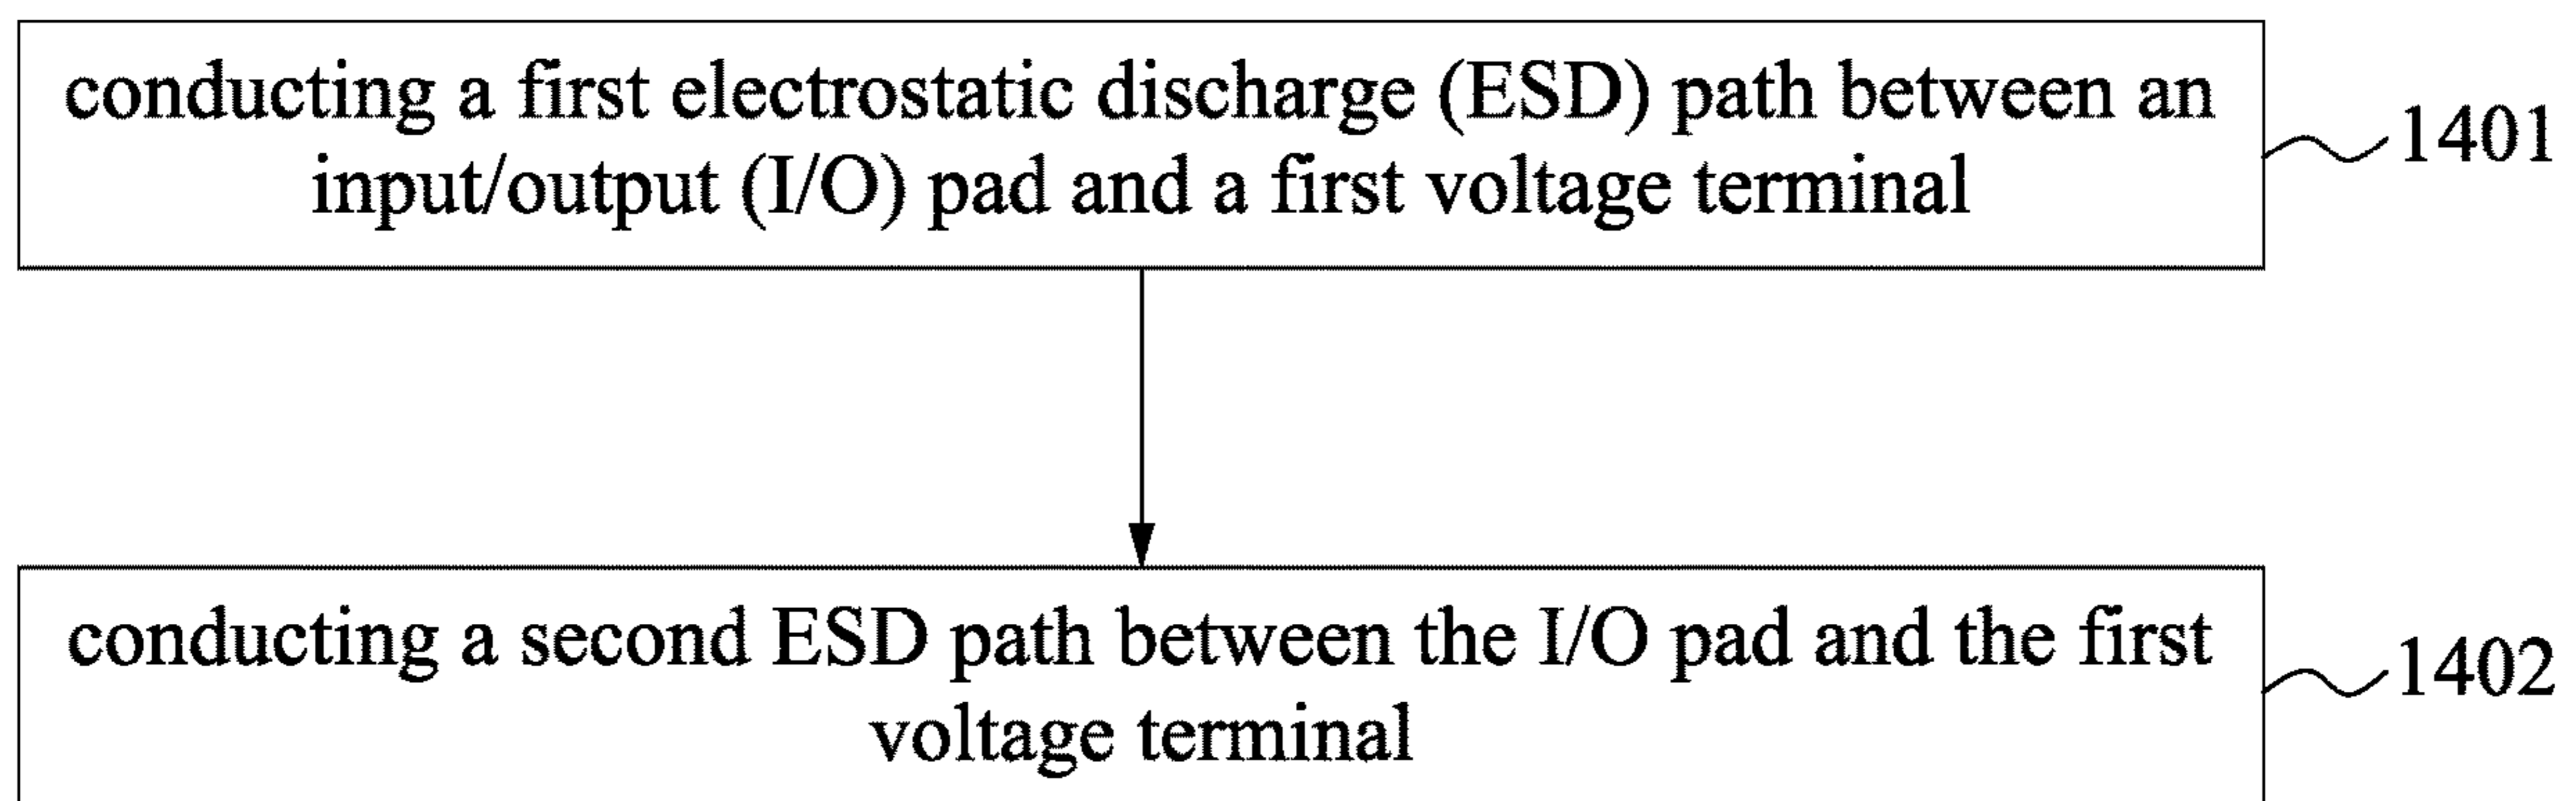 conducting a first electrostatic discharge (ESD) path between an
input/output (I/O) pad and a first voltage terminal
1401
conducting a second ESD path between the I/O pad and the first
voltage terminal
1402